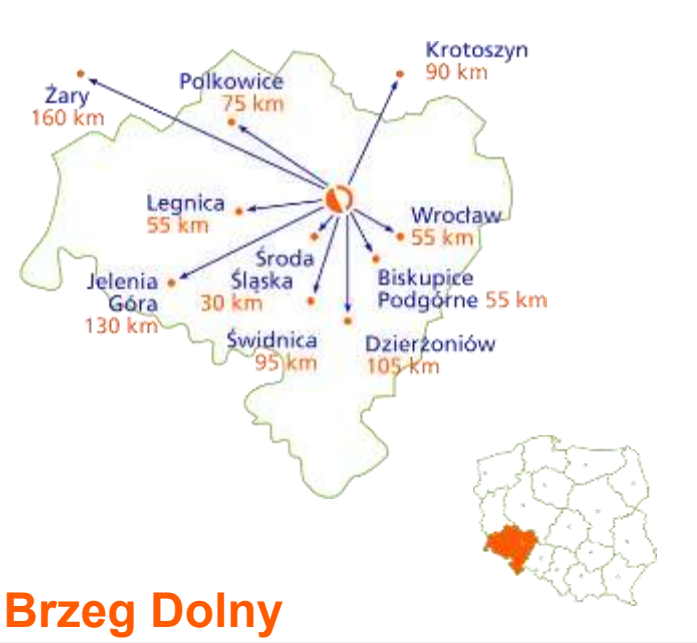 Krotoszyn
90 km
Żary
160 km
Polkowice
75 km
Legnica
55 km
Wrocław
55 km
Środa
Śląska
30 km
Biskupice
Podgórne 55 km
Jelenia
Góra
130 km
Świdnica
95 km
Dzierżoniów
105 km
Brzeg Dolny